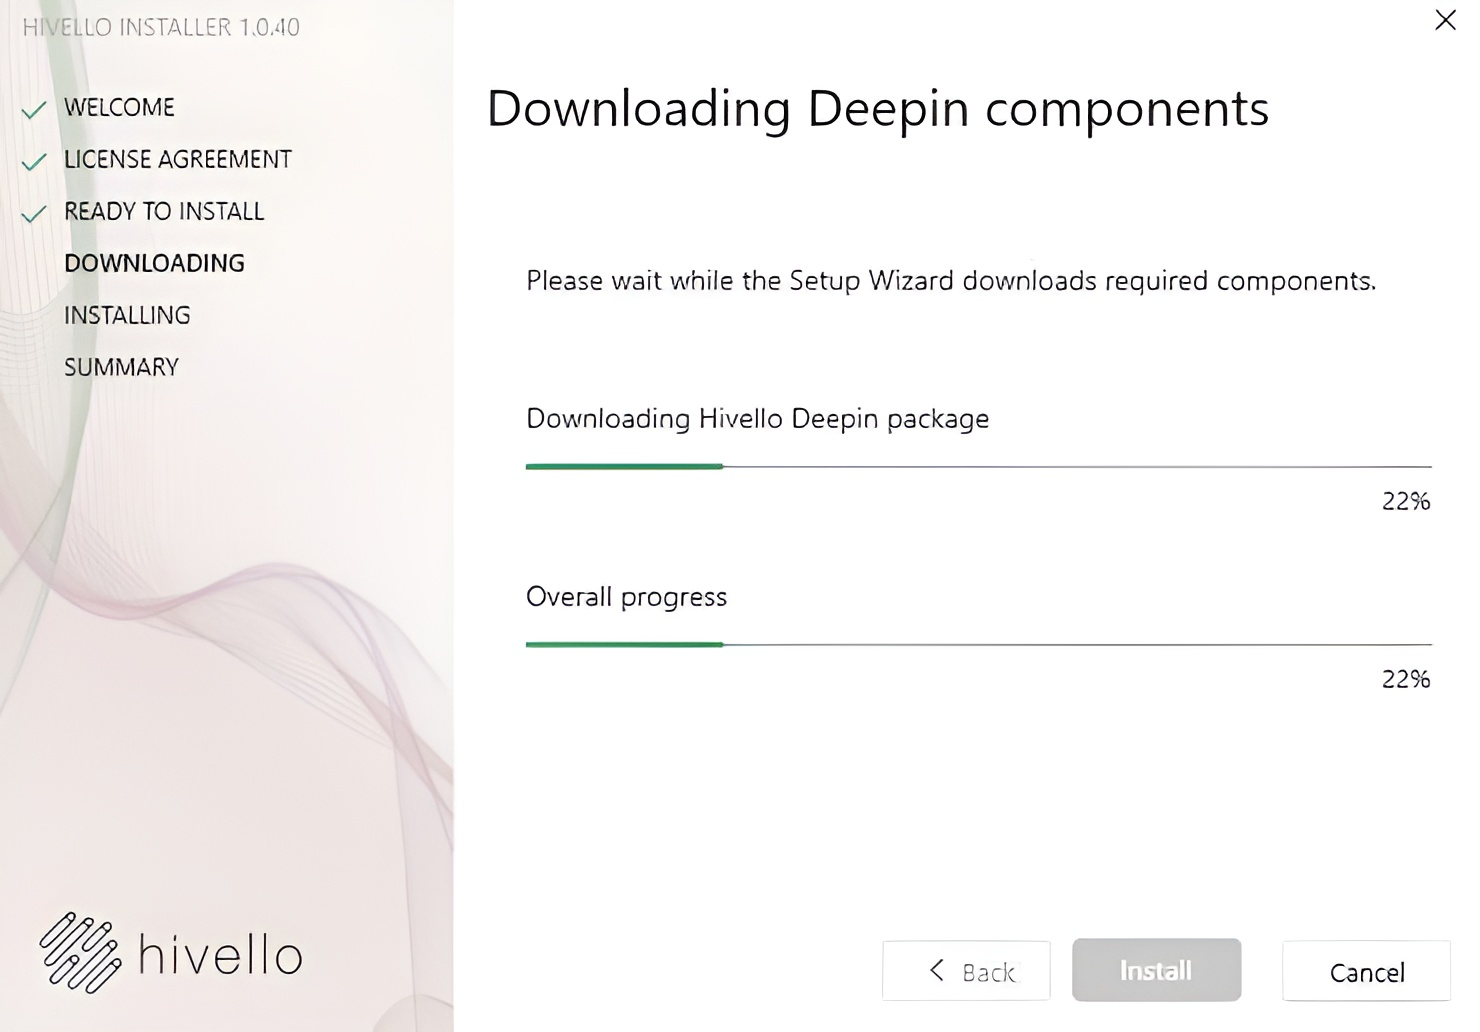 HIVELLO INSTALLER 1.0.40
WELCOME
LICENSE AGREEMENT
READY TO INSTALL
DOWNLOADING
INSTALLING
SUMMARY
hivello
Downloading Deepin components
Please wait while the Setup Wizard downloads required components.
Downloading Hivello Deepin package
22%
Overall progress
22%
Back
Install
Cancel